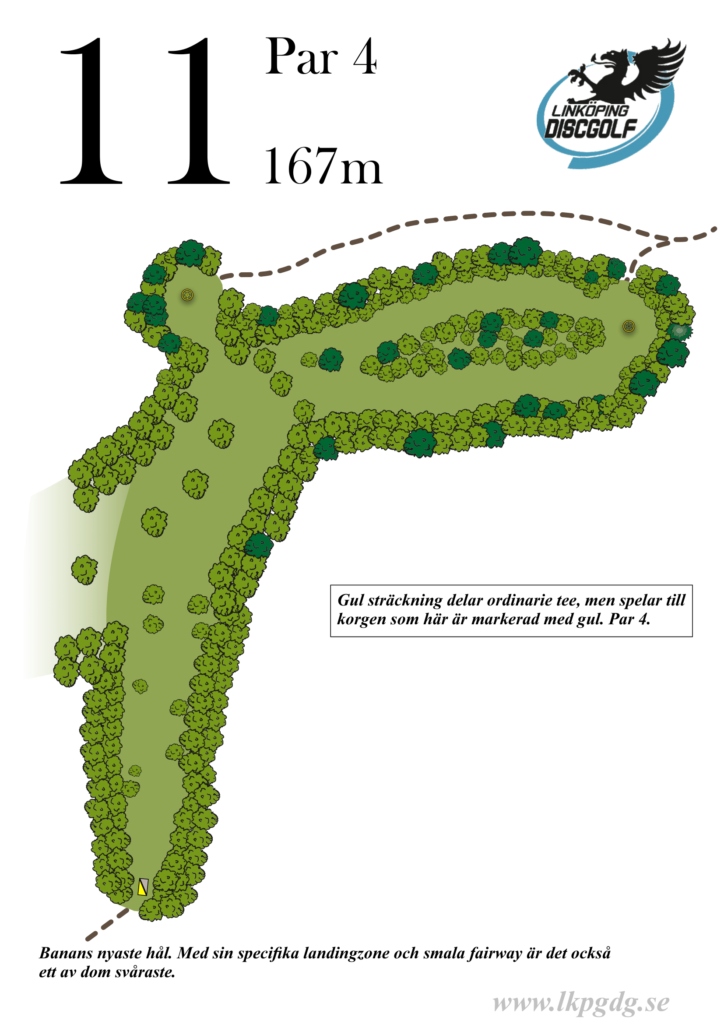 11
Par 4
167m
LINKÖPING
DISCGOLF
Gul sträckning delar ordinarie tee, men spelar till
korgen som här är markerad med gul. Par 4.
Banans nyaste hål. Med sin specifika landingzone och smala fairway är det också
ett av dom svåraste.
www.lkpgdg.se